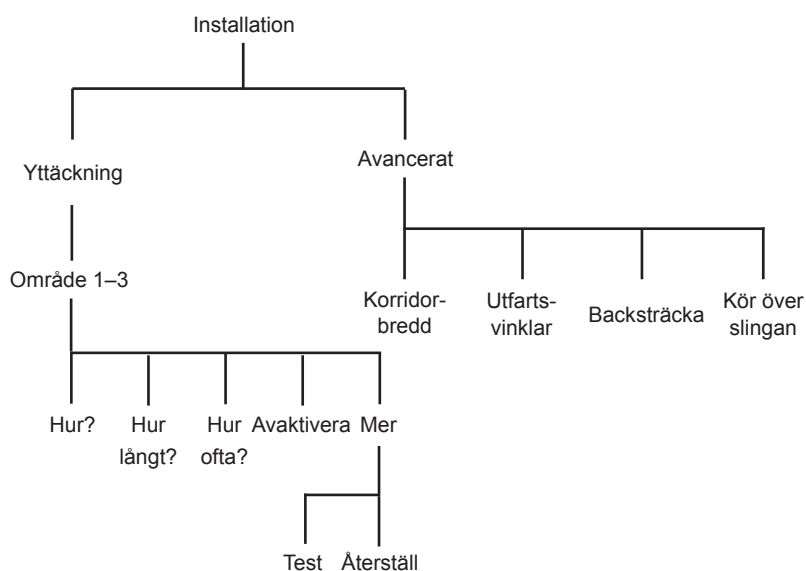 Installation
Yttäckning
Avancerat
Område 1–3
Korridor-
bredd
Utfarts-
vinklar
Backsträcka
Kör över
slingan
Hur?
Hur
långt?
Hur
ofta?
Avaktivera
Mer
Test
Återställ